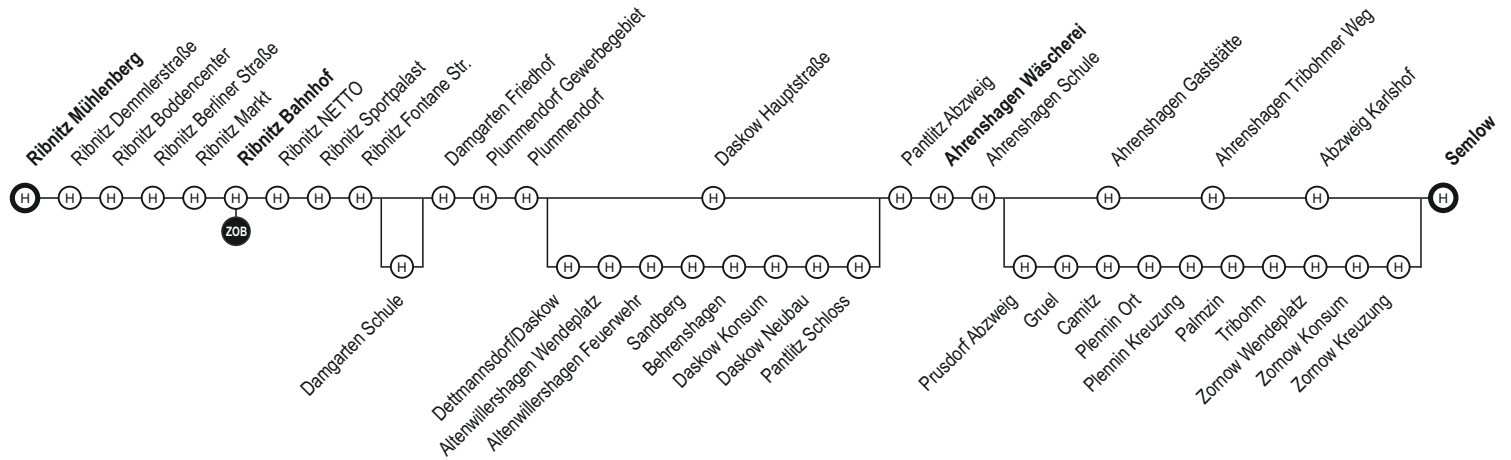 Ribnitz Mühlenberg
Ribnitz Demmlerstraße
Ribnitz Boddencenter
Ribnitz Berliner Straße
Ribnitz Markt
Ribnitz Bahnhof
Ribnitz NETTO
Ribnitz Sportpalast
Ribnitz Fontane Str.
Damgarten Friedhof
Plummendorf Gewerbegebiet
Plummendorf
Daskow Hauptstraße
Pantlitz Abzweig
Ahrenshagen Wäscherei
Ahrenshagen Schule
Ahrenshagen Gaststätte
Ahrenshagen Tribohmer Weg
Abzweig Karlshof
Semlow
H H H H H H H H H H H H H H H H H H H H
ZOB
H H H H H H H H H H H H H H H H H H H
Damgarten Schule
Dettmannsdorf/Daskow
Altenwillershagen Wendeplatz
Altenwillershagen Feuerwehr
Sandberg
Behrenshagen
Daskow Konsum
Daskow Neubau
Pantlitz Schloss
Prusdorf Abzweig
Gruel
Camitz
Plennin Ort
Plennin Kreuzung
Palmzin
Tribohm
Zornow Wendeplatz
Zornow Konsum
Zornow Kreuzung